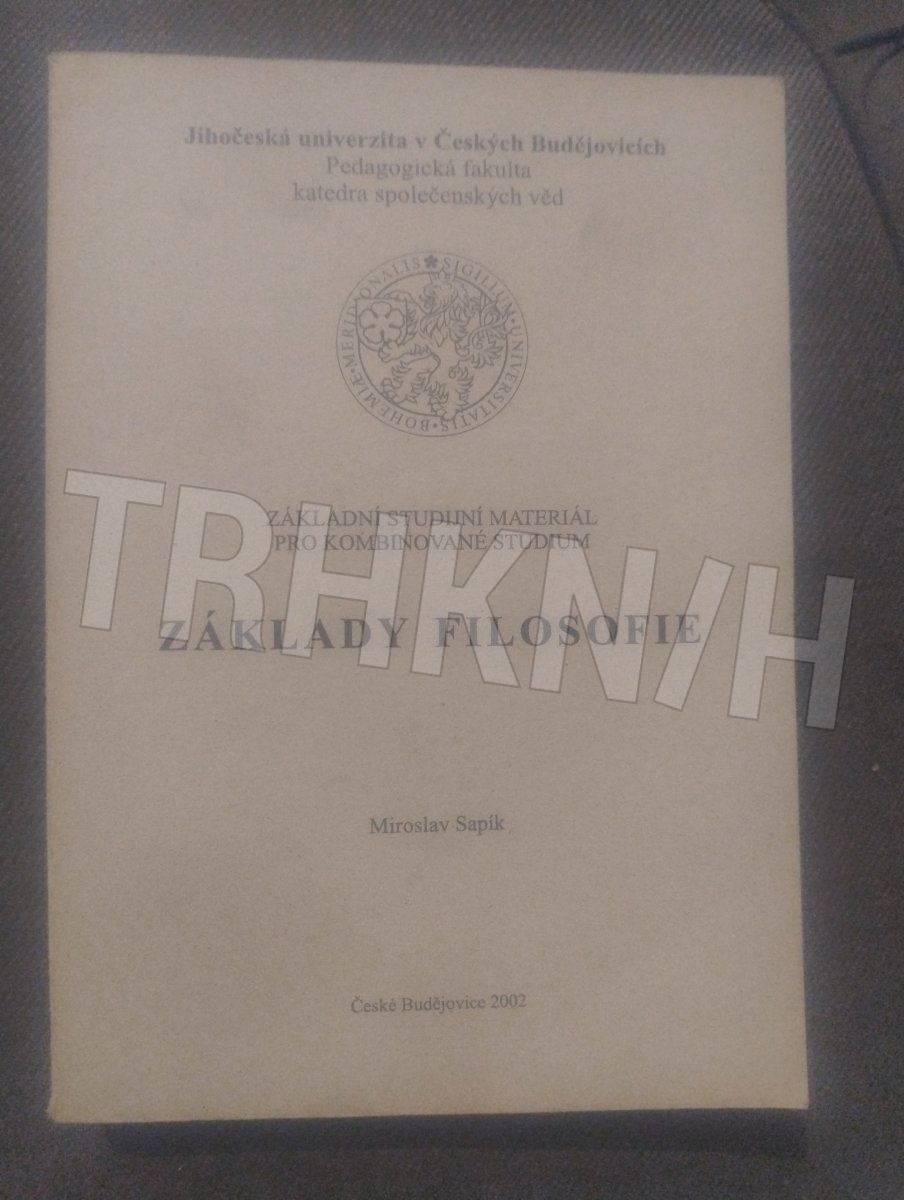 Jihočeská univerzita v Českých Budějovicích
Pedagogická fakulta
katedra společenských věd
SIGILLUM · UNIVERSITATIS · BOHEMIÆ · MERIDIONALIS
ZÁKLADNÍ STUDIJNÍ MATERIÁL
PRO KOMBINOVANÉ STUDIUM
TRHKNIH
ZÁKLADY FILOSOFIE
Miroslav Sapík
České Budějovice 2002